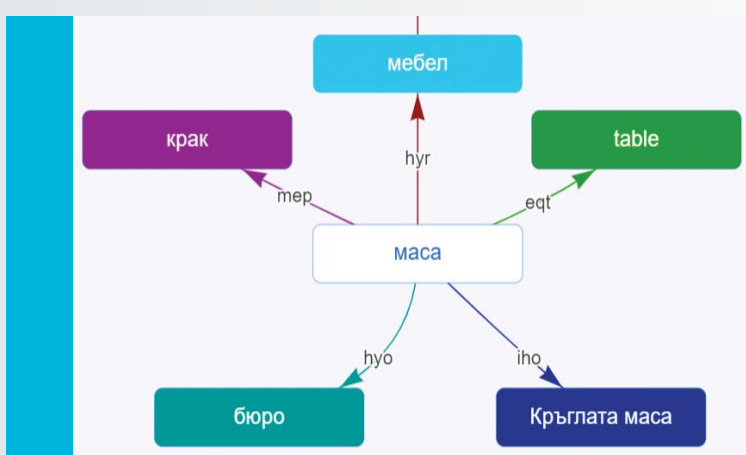 мебел
крак
table
hyr
mep
eqt
маса
hyo
iho
бюро
Кръглата маса